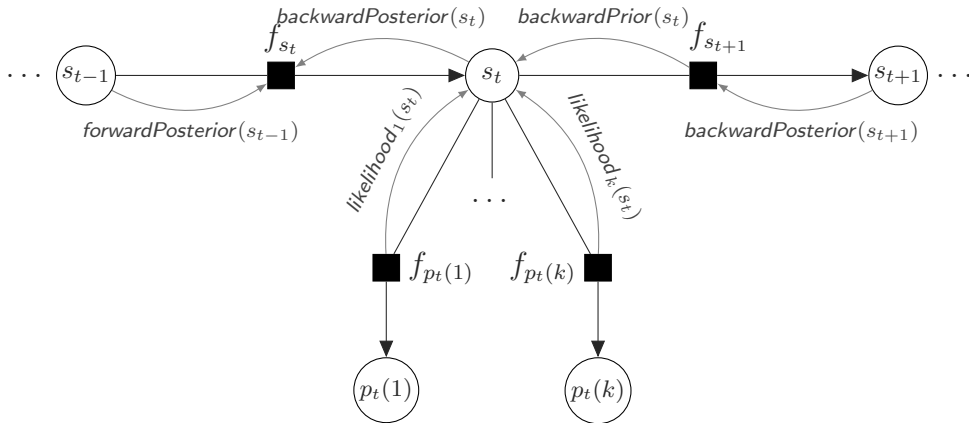 backwardPosterior(s_t)
backwardPrior(s_t)
f_{s_t}
f_{s_{t+1}}
··· s_{t−1}
s_t
s_{t+1} ···
forwardPosterior(s_{t−1})
likelihood_1(s_t)
likelihood_k(s_t)
backwardPosterior(s_{t+1})
···
f_{p_t(1)}
f_{p_t(k)}
p_t(1)
p_t(k)